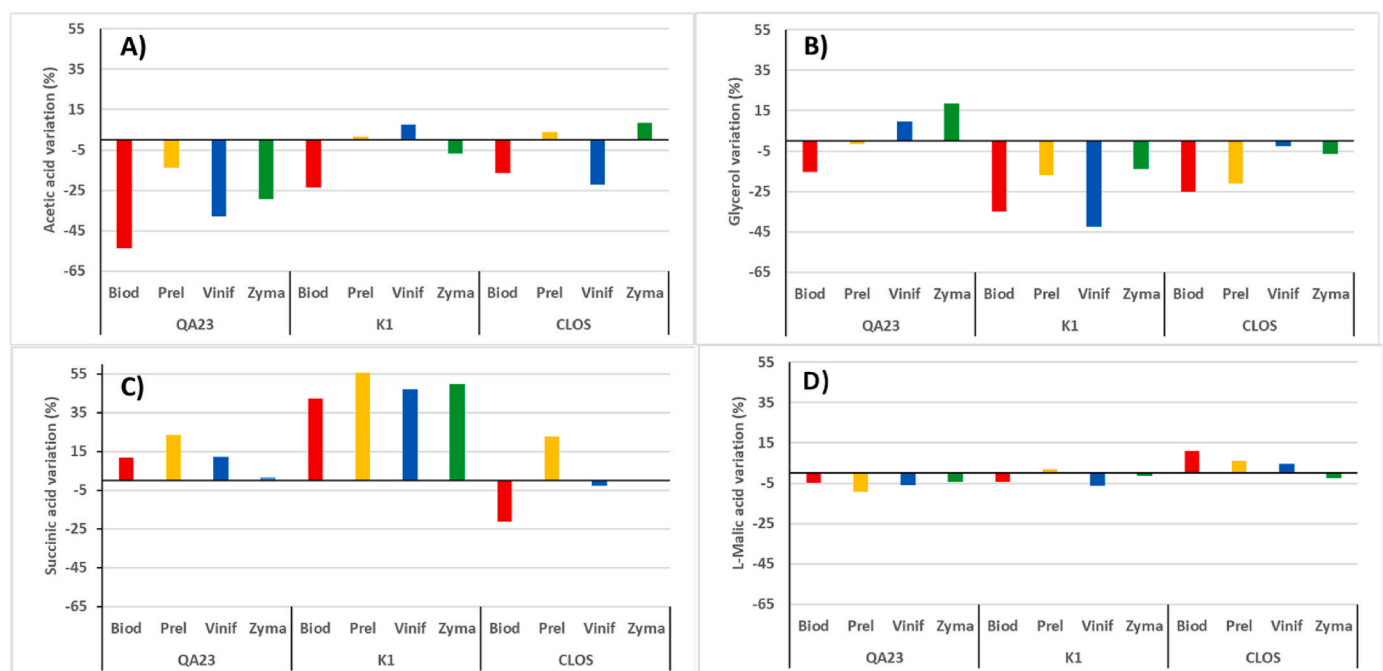 A)
Acetic acid variation (%)
55
35
15
-5
-25
-45
-65
Biod Prel Vinif Zyma Biod Prel Vinif Zyma Biod Prel Vinif Zyma
QA23 K1 CLOS
B)
Glycerol variation (%)
55
35
15
-5
-25
-45
-65
Biod Prel Vinif Zyma Biod Prel Vinif Zyma Biod Prel Vinif Zyma
QA23 K1 CLOS
C)
Succinic acid variation (%)
55
35
15
-5
-25
-45
-65
Biod Prel Vinif Zyma Biod Prel Vinif Zyma Biod Prel Vinif Zyma
QA23 K1 CLOS
D)
L-Malic acid variation (%)
55
35
15
-5
-25
-45
-65
Biod Prel Vinif Zyma Biod Prel Vinif Zyma Biod Prel Vinif Zyma
QA23 K1 CLOS